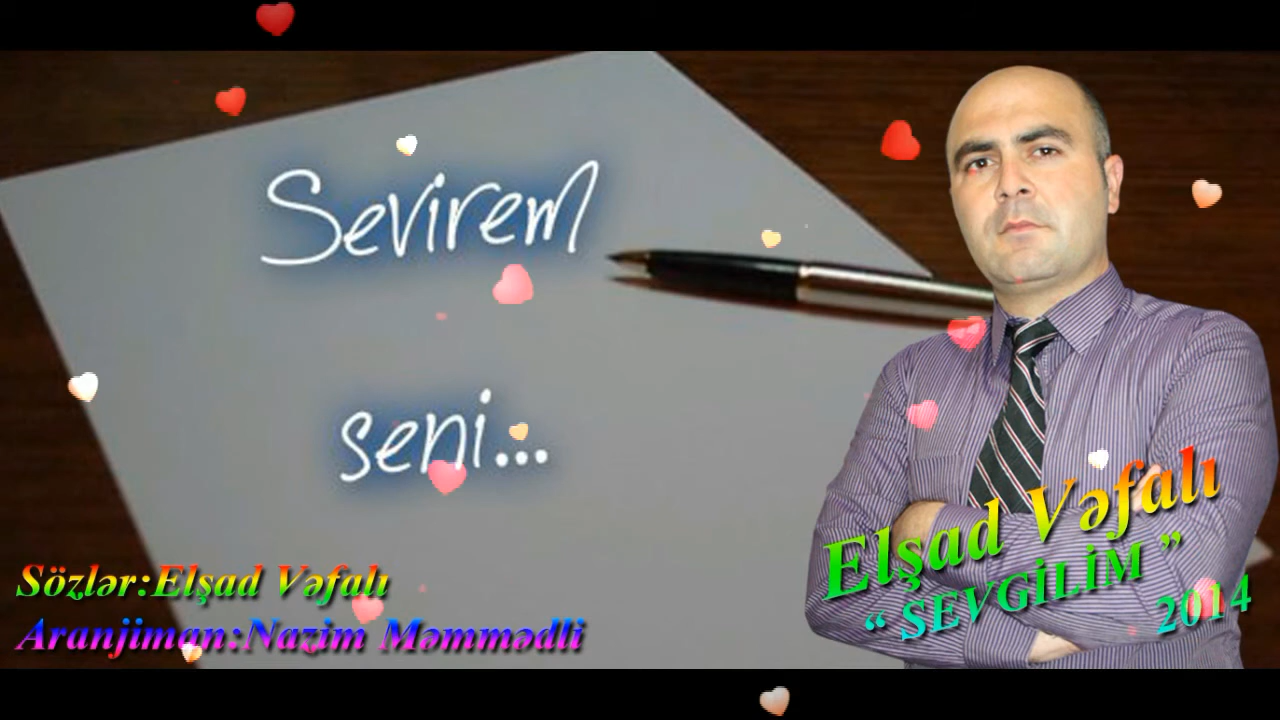 Sevirem
seni...
Elşad Vəfalı
“ SEVGİLİM ”
2014
Sözlər:Elşad Vəfalı
Aranjiman:Nazim Məmmədli